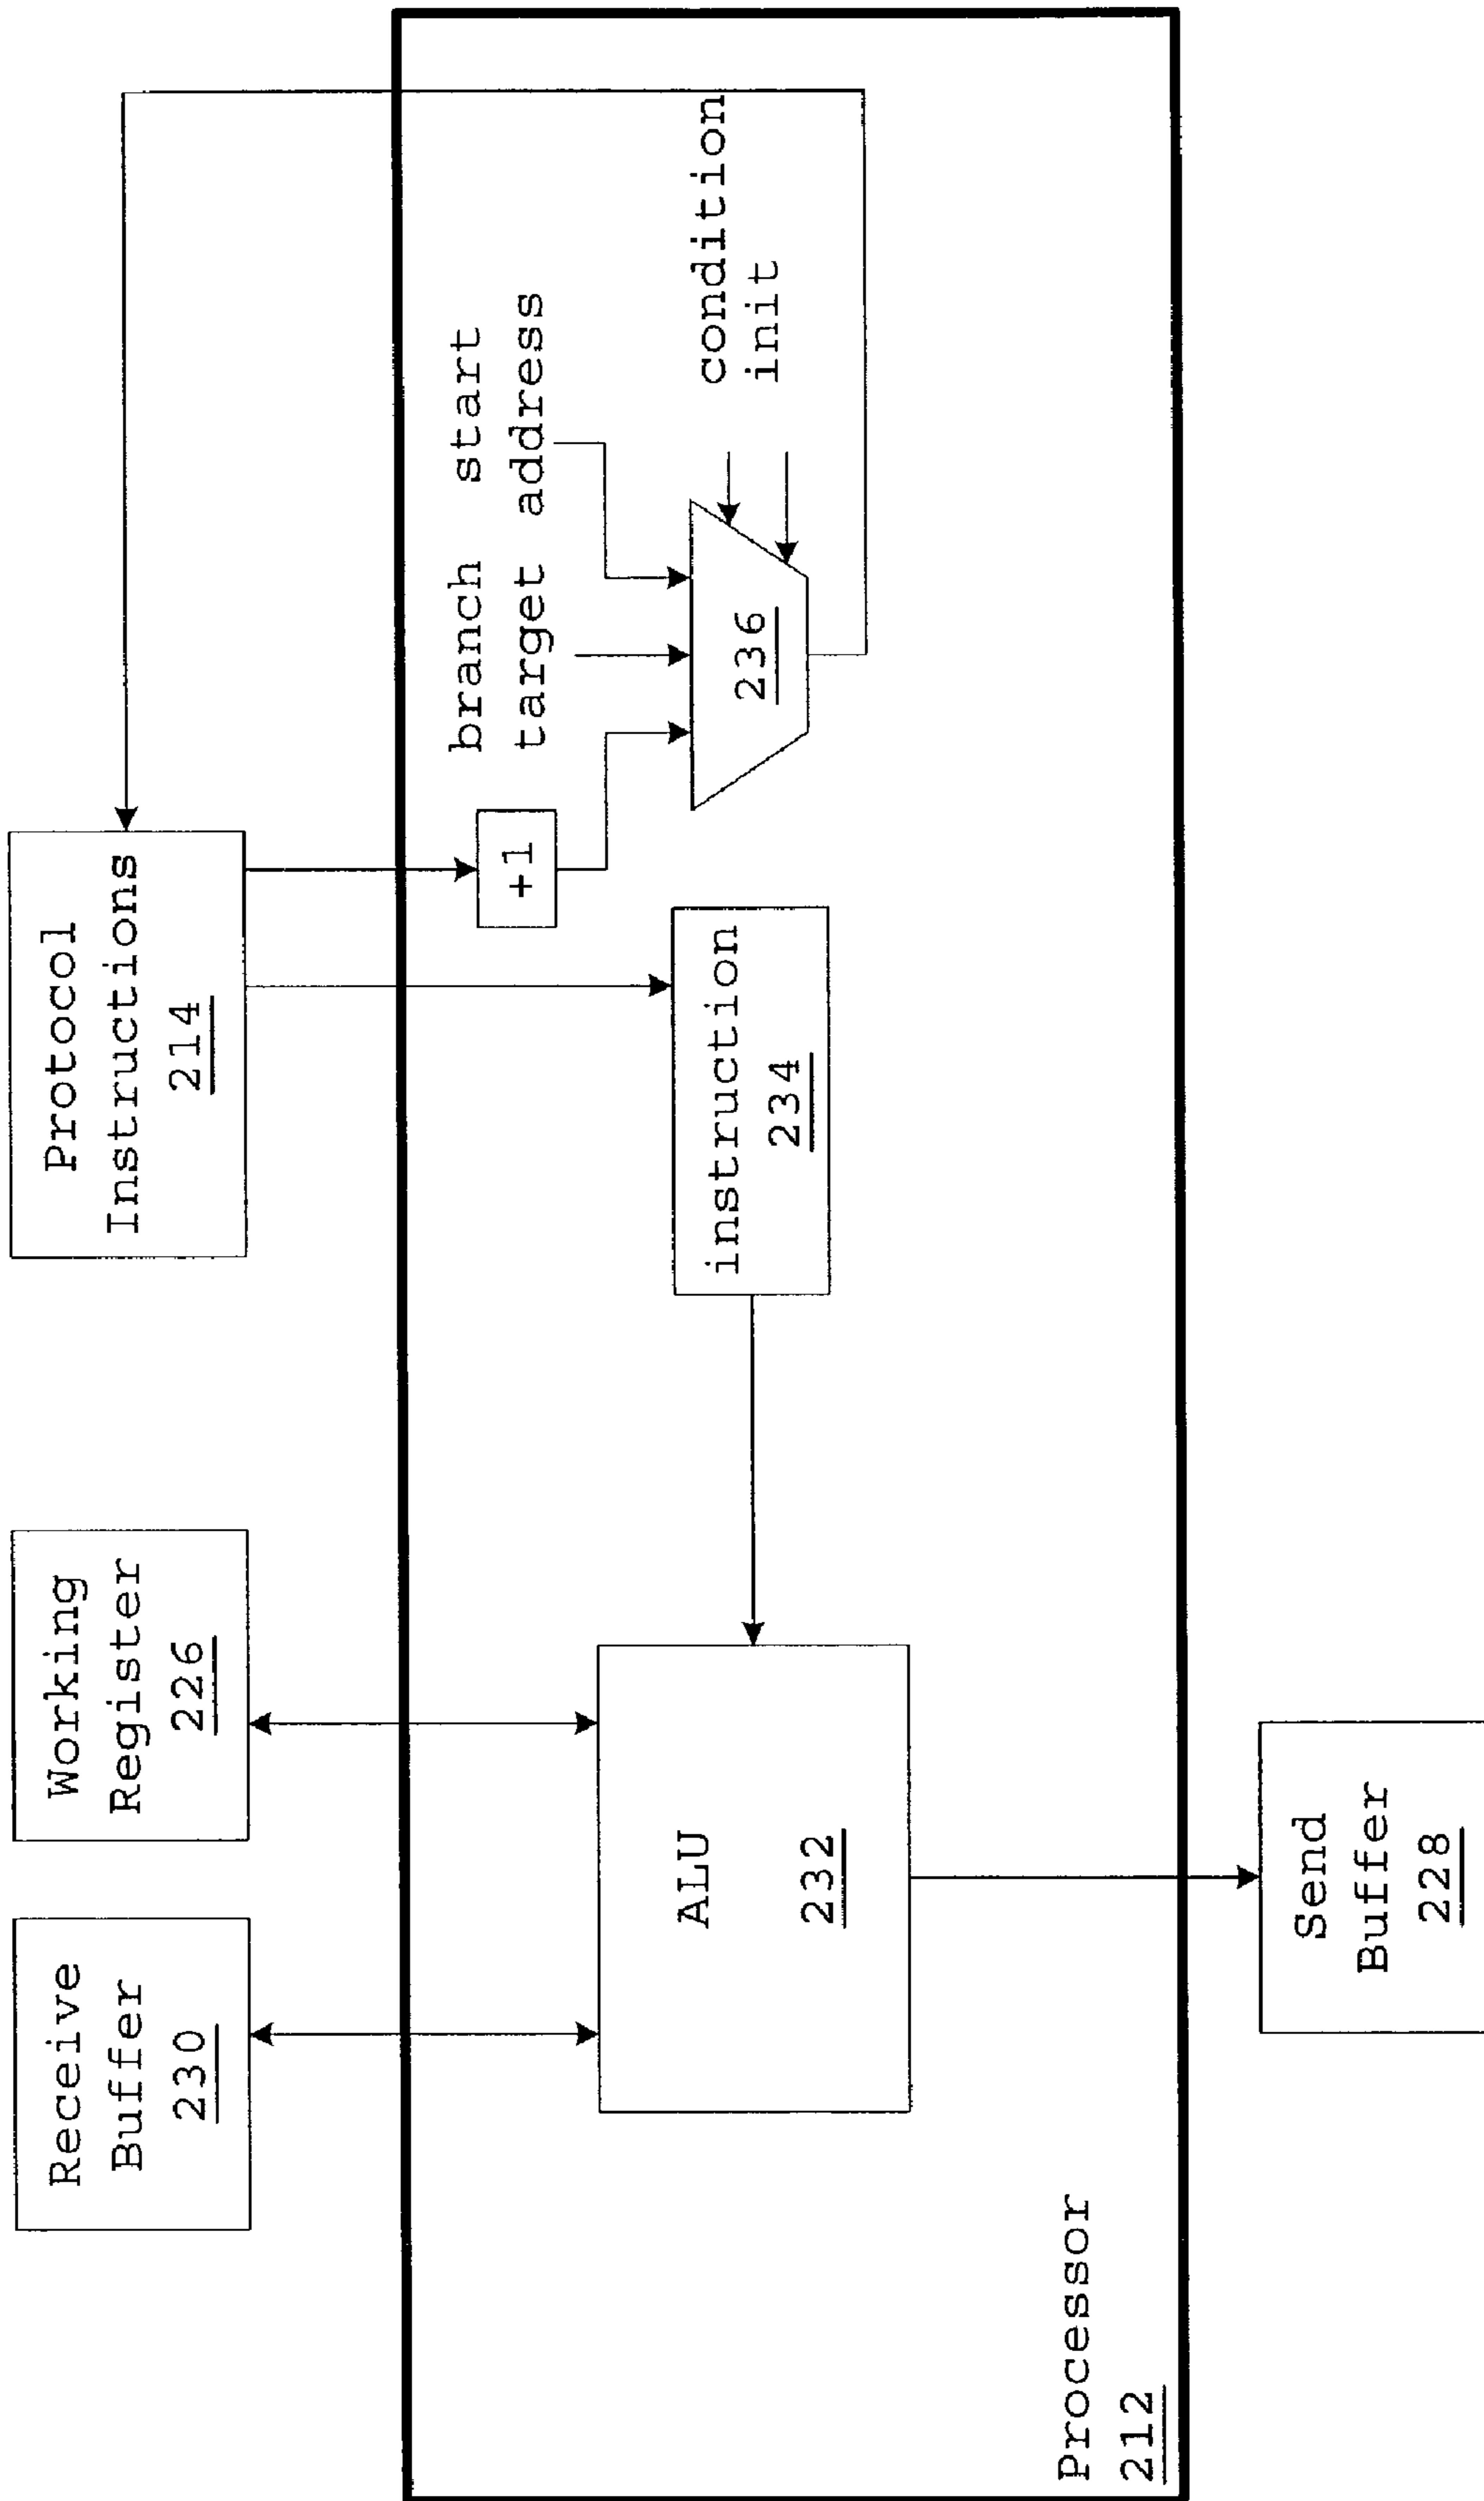 Receive
Buffer
230
Working
Register
226
Protocol
Instructions
214
+1
branch start
target address
condition
init
236
instruction
234
ALU
232
Processor
212
Send
Buffer
228